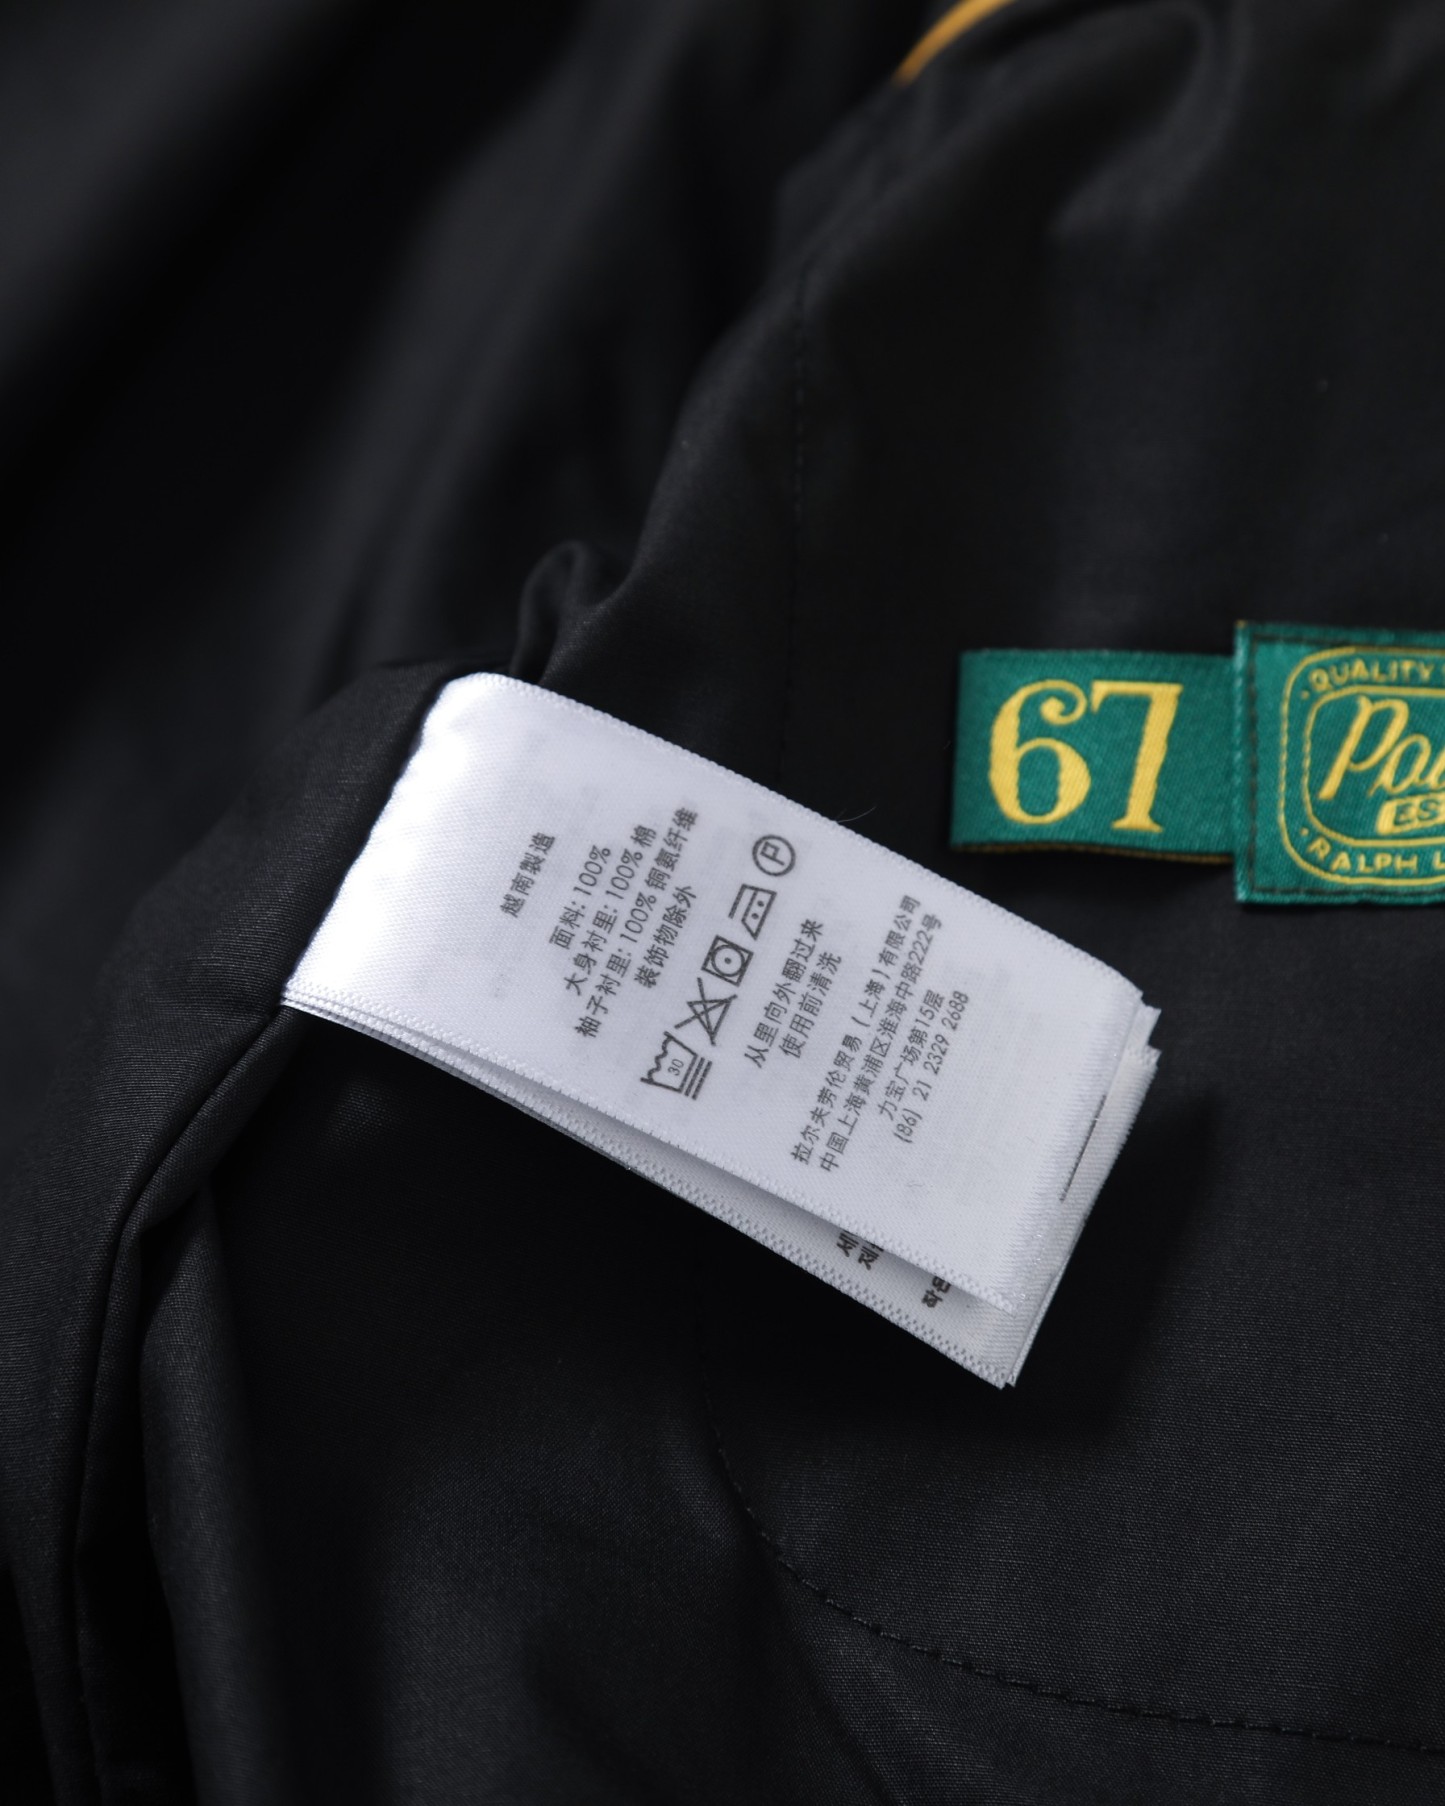 越南製造
面料: 100%
大身衬里: 100% 棉
袖子衬里: 100% 铜氨纤维
装饰物除外
30
P
从里向外翻过来
使用前清洗
拉尔夫劳伦贸易 (上海) 有限公司
中国上海黄浦区淮海中路222号
力宝广场第15层
(86) 21 2329 2688
67
QUALITY
Polo
RALPH